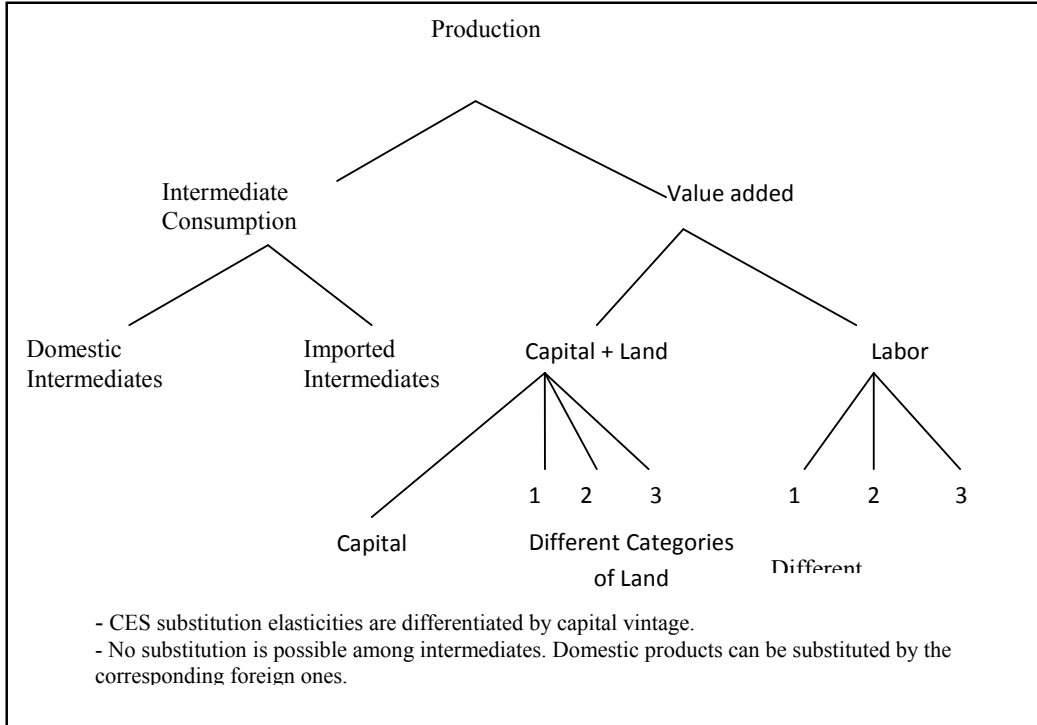 Production
Intermediate
Consumption
Value added
Domestic
Intermediates
Imported
Intermediates
Capital + Land
Labor
1 2 3
1 2 3
Capital
Different Categories
of Land
Different
- CES substitution elasticities are differentiated by capital vintage.
- No substitution is possible among intermediates. Domestic products can be substituted by the
corresponding foreign ones.